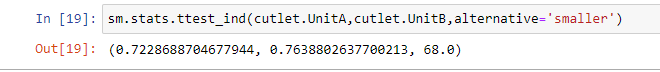 In [19]: sm.stats.ttest_ind(cutlet.UnitA,cutlet.UnitB,alternative='smaller')
Out[19]: (0.7228688704677944, 0.7638802637700213, 68.0)